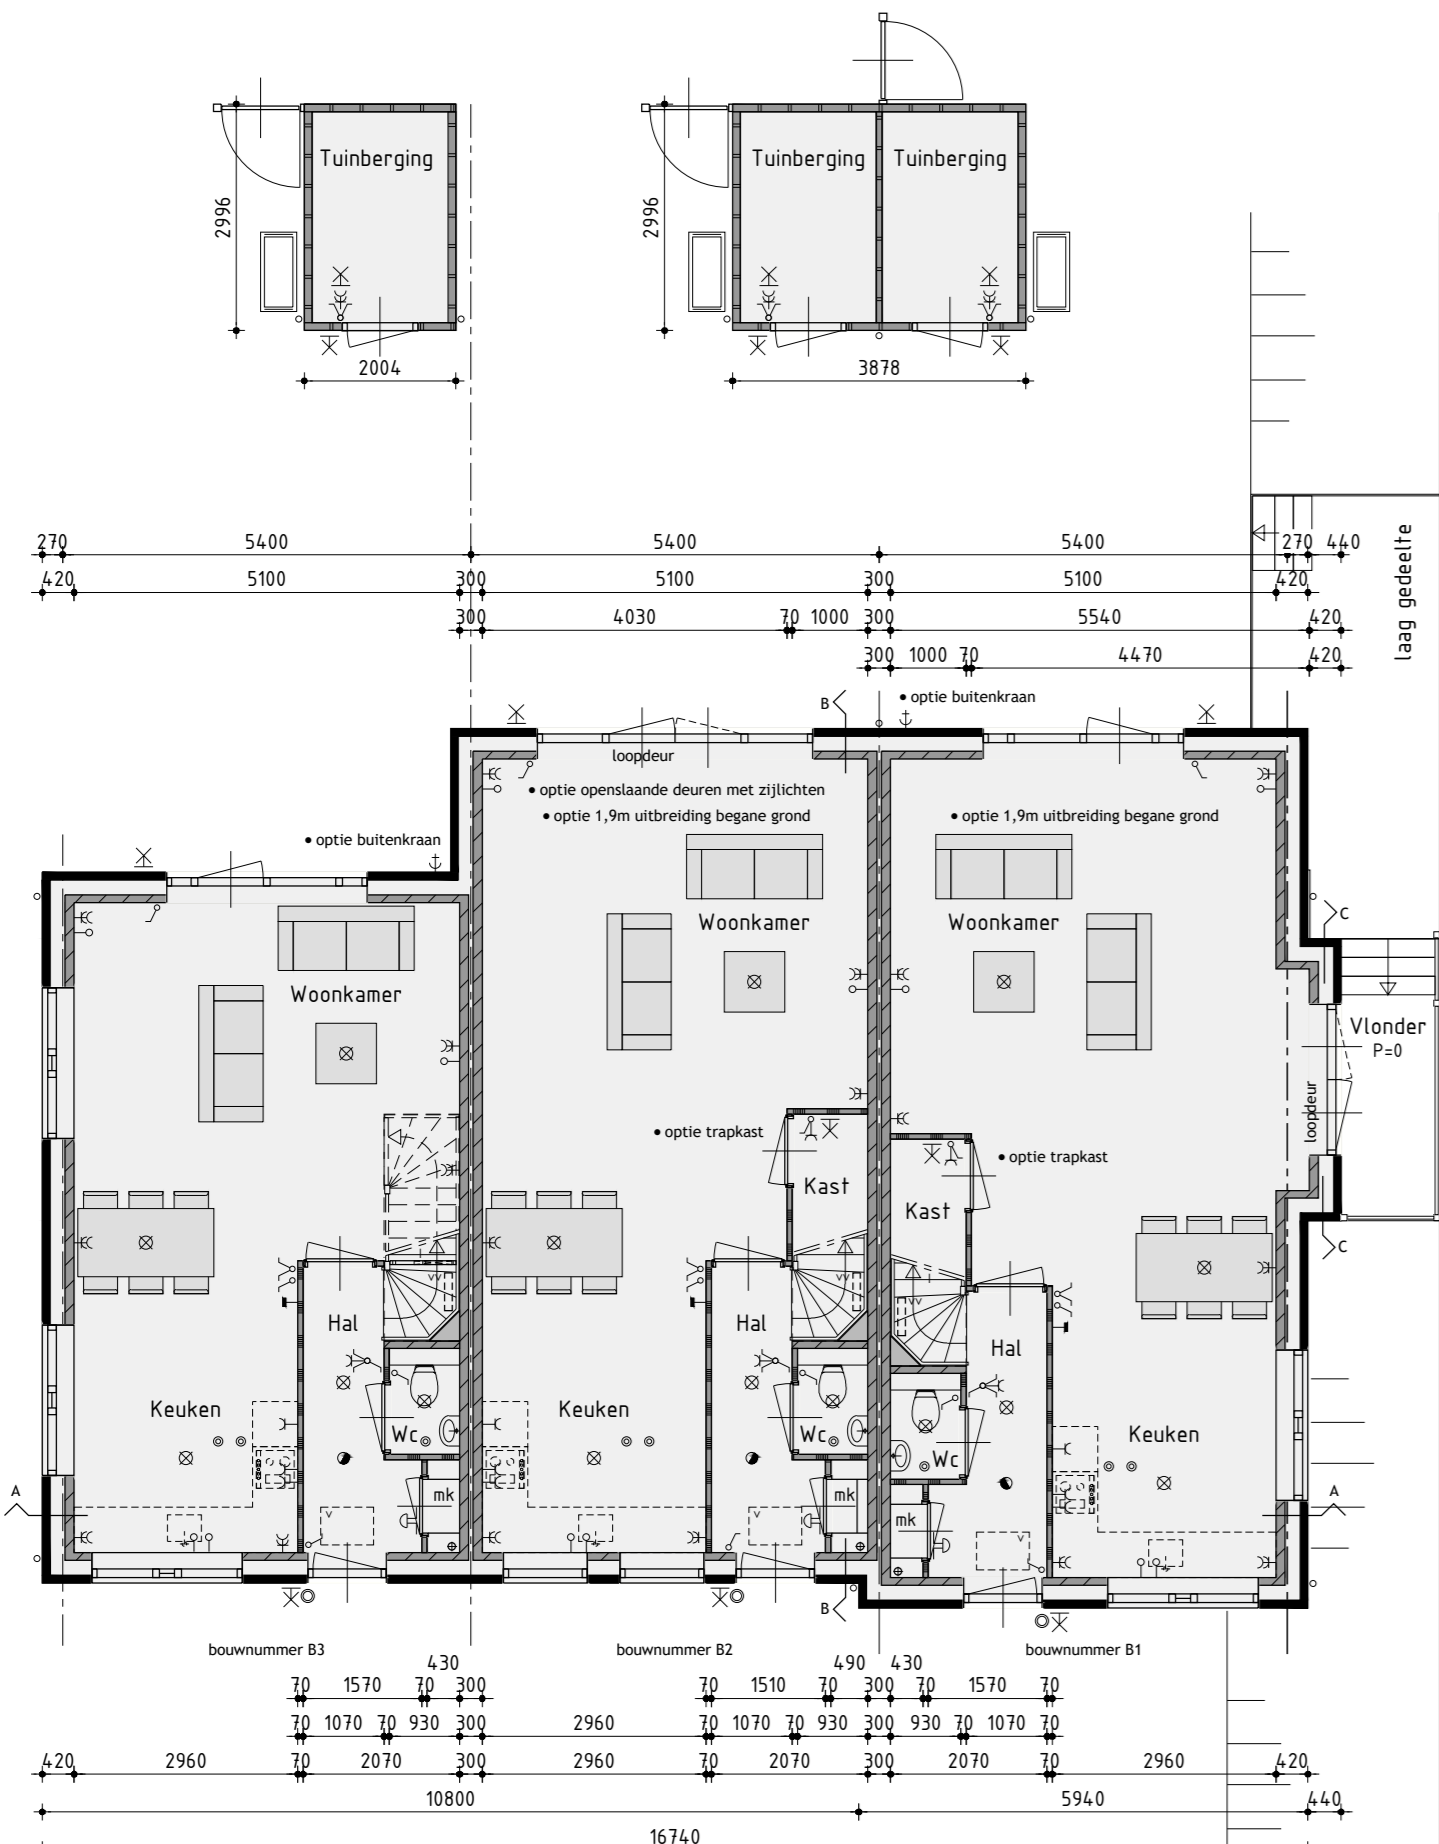 Tuinberging
Tuinberging Tuinberging
2996
2996
2004
3878
270 5400 5400 5400 270 440
420 5100 300 5100 300 5100 420
300 4030 70 1000 300 5540 420
300 1000 70 4470 420
laag gedeelte
B
• optie buitenkraan
loopdeur
• optie openslaande deuren met zijlichten
• optie 1,9m uitbreiding begane grond
• optie 1,9m uitbreiding begane grond
• optie buitenkraan
Woonkamer
Woonkamer
Woonkamer
C
Vlonder
P=0
loopdeur
• optie trapkast
• optie trapkast
Kast
Kast
C
vv
vv
vv
Hal
Hal
Hal
Keuken
Keuken
Keuken
Wc
Wc
Wc
A
A
mk
mk
mk
v
v
v
B
bouwnummer B3
bouwnummer B2
bouwnummer B1
430 490 430
70 1570 70 300 70 1510 70 300 70 1570 70
70 1070 70 930 300 2960 70 1070 70 930 300 930 70 1070 70
420 2960 70 2070 300 2960 70 2070 300 2070 70 2960 420
10800 5940 440
16740